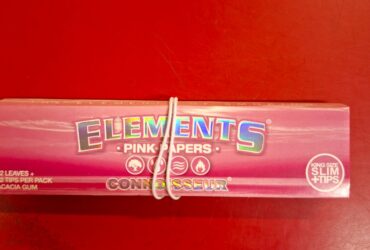 ELEMENTS®
PINK PAPERS
CONNOISSEUR®
2 LEAVES +
2 TIPS PER PACK
ACACIA GUM
KING SIZE
SLIM
+TIPS